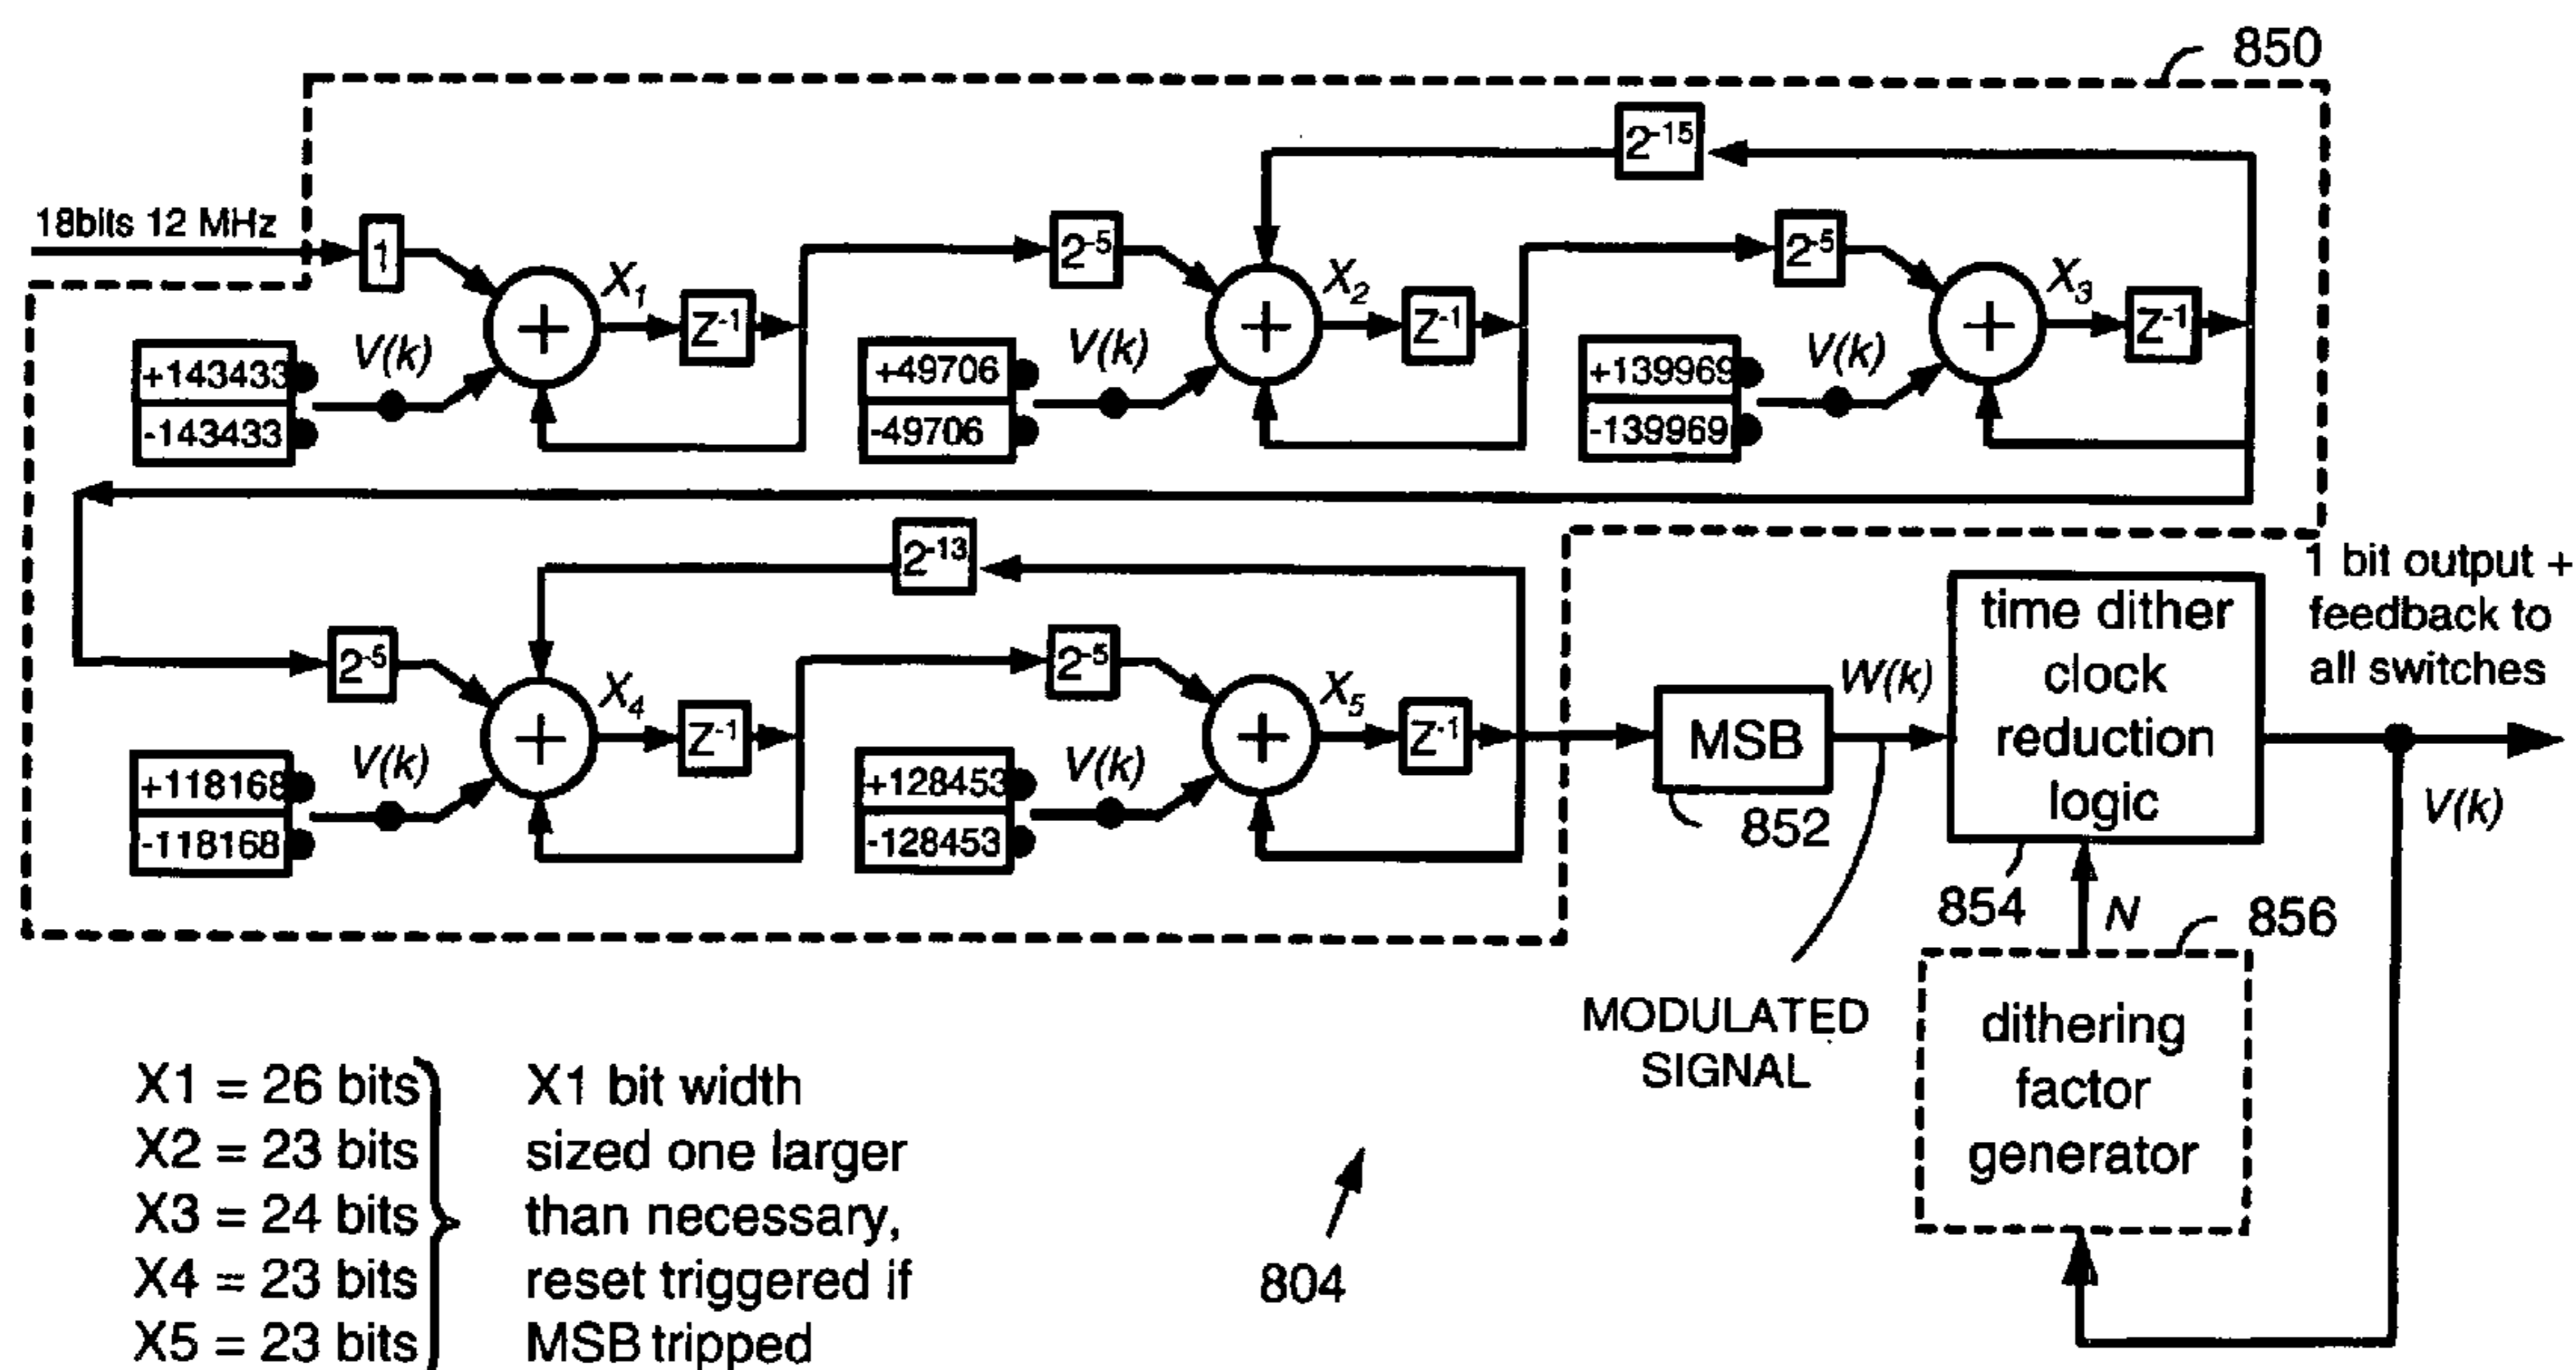 850
2-15
18bits 12 MHz
1
X1
Z-1
2-5
X2
Z-1
2-5
X3
Z-1
+143433
-143433
V(k)
+
+49706
-49706
V(k)
+
+139969
-139969
V(k)
+
2-13
2-5
X4
Z-1
2-5
X5
Z-1
+118168
-118168
V(k)
+
+128453
-128453
V(k)
+
MSB
852
W(k)
time dither
clock
reduction
logic
854
1 bit output +
feedback to
all switches
V(k)
N
856
dithering
factor
generator
MODULATED
SIGNAL
X1 = 26 bits
X2 = 23 bits
X3 = 24 bits
X4 = 23 bits
X5 = 23 bits
X1 bit width
sized one larger
than necessary,
reset triggered if
MSB tripped
804